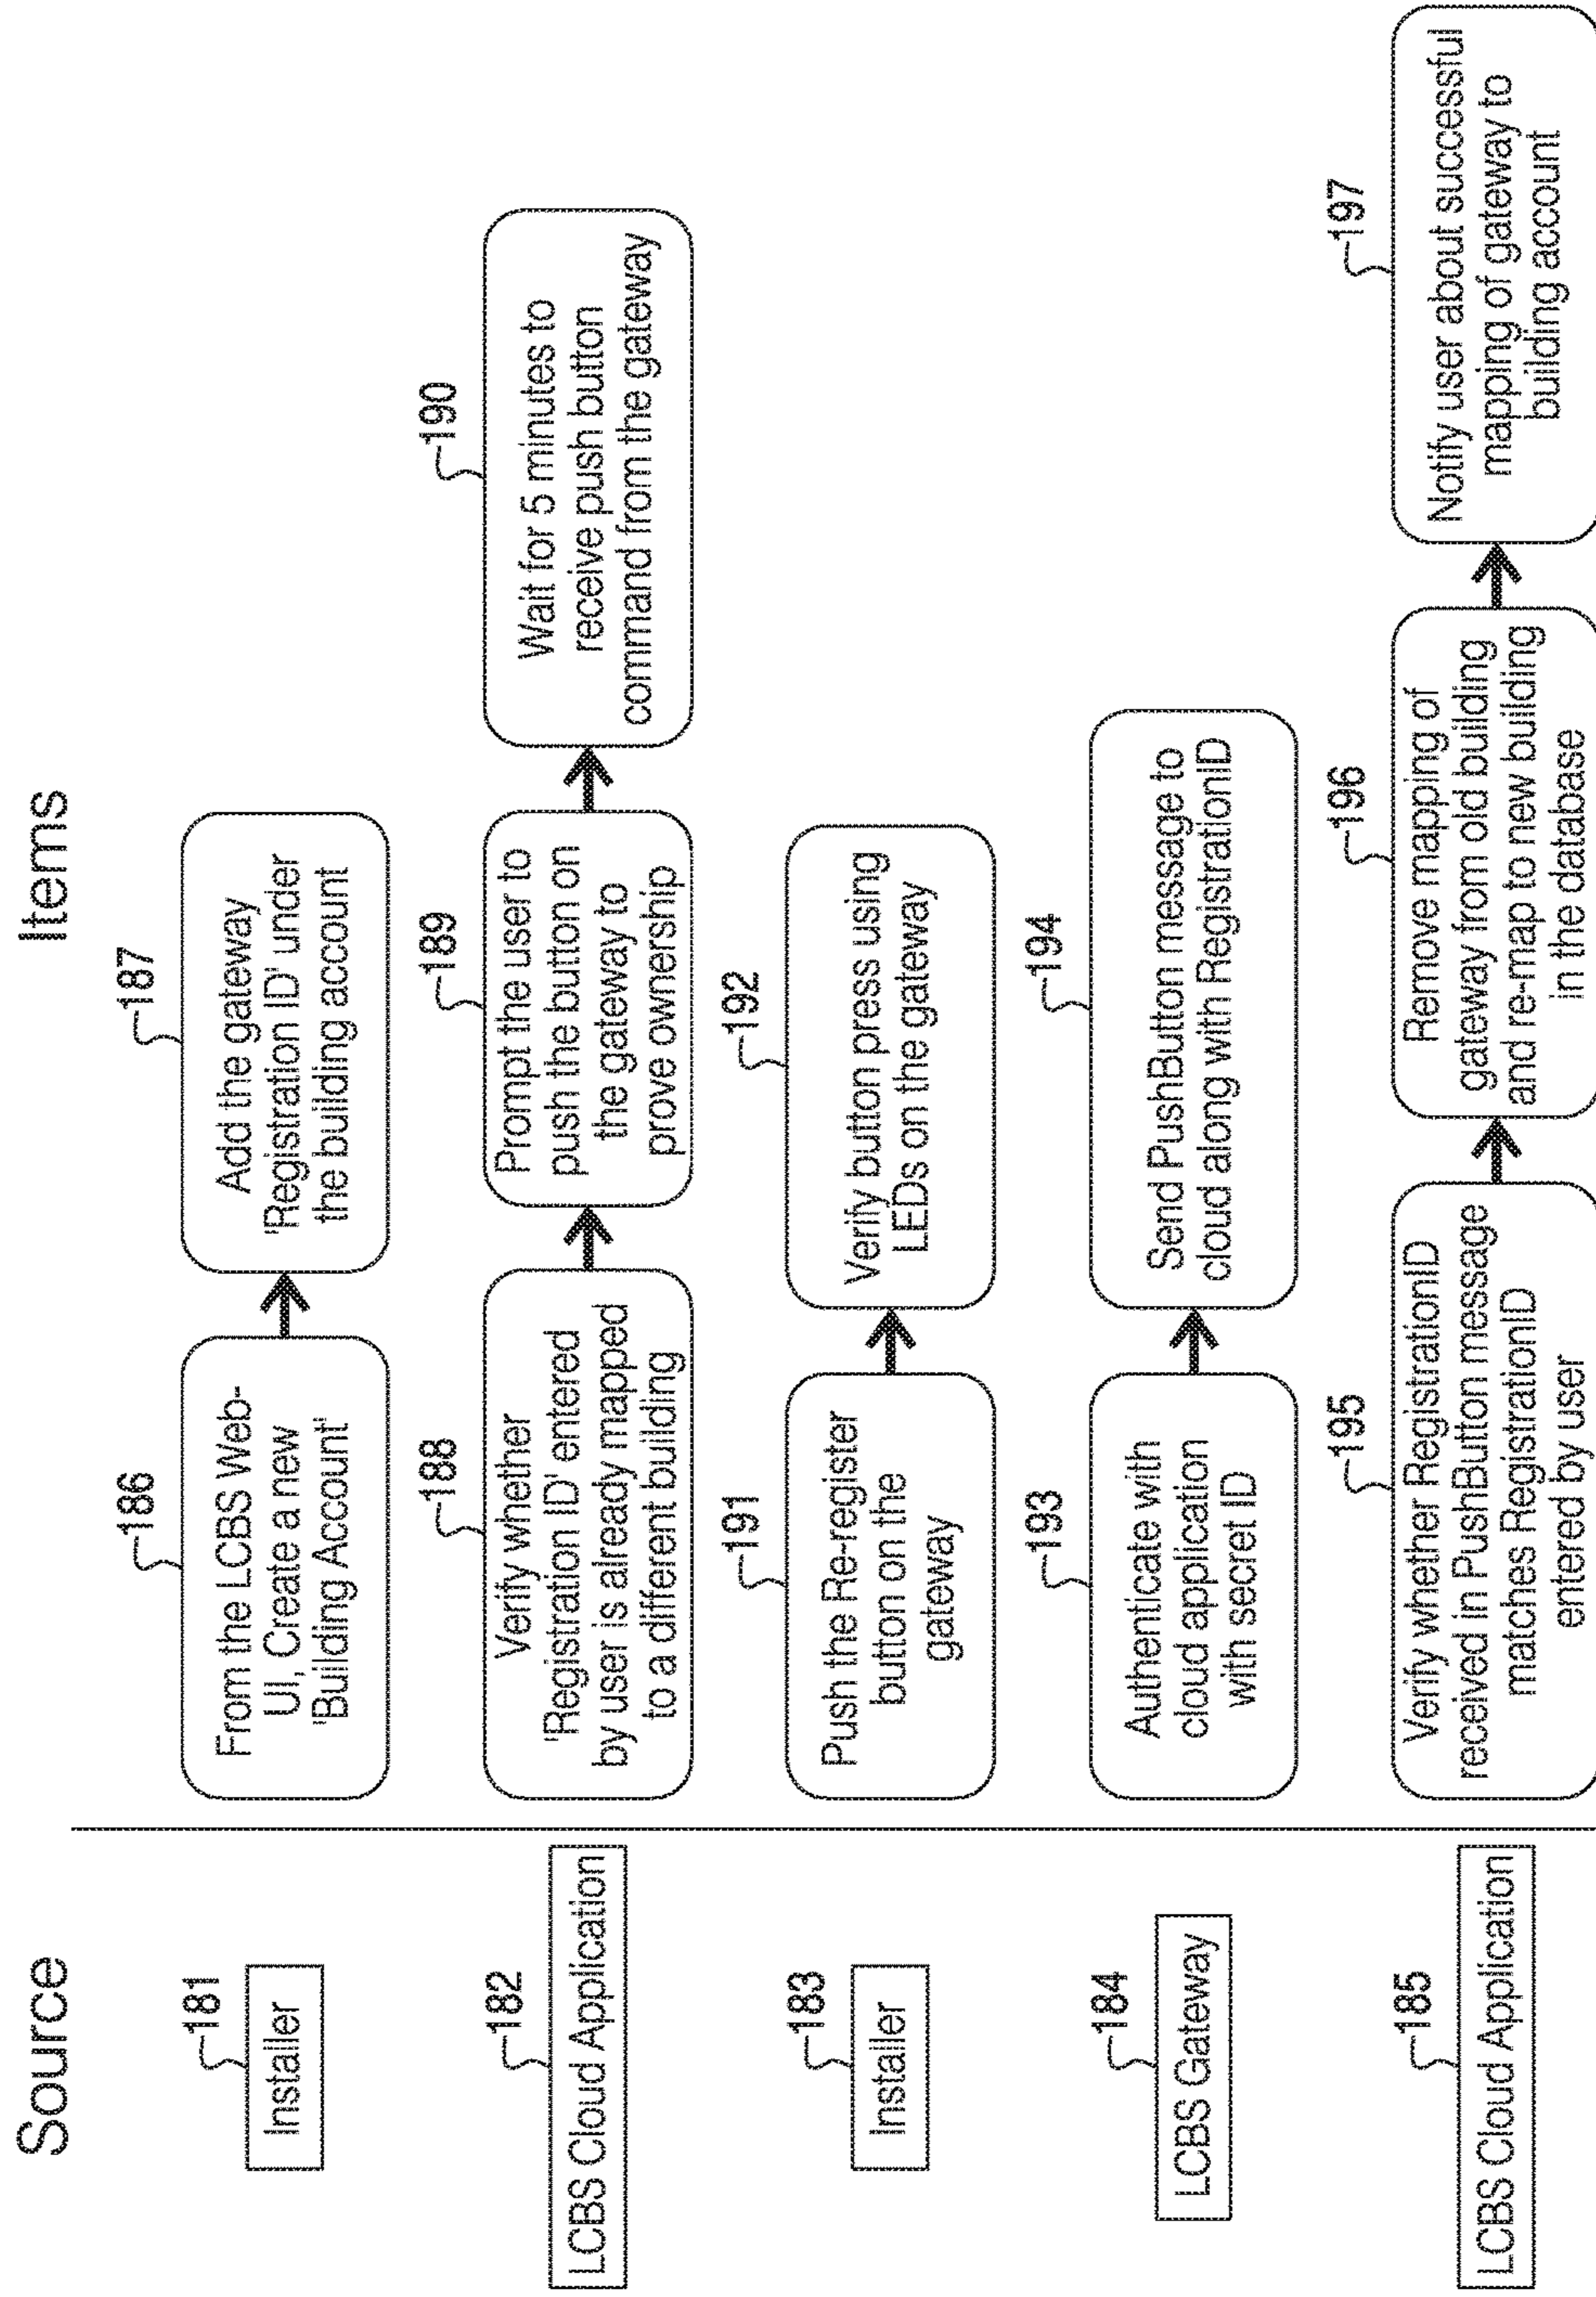 Source
Items
181
Installer
186
From the LCBS Web-
UI, Create a new
'Building Account'
187
Add the gateway
'Registration ID' under
the building account
182
LCBS Cloud Application
188
Verify whether
'Registration ID' entered
by user is already mapped
to a different building
189
Prompt the user to
push the button on
the gateway to
prove ownership
190
Wait for 5 minutes to
receive push button
command from the gateway
183
Installer
191
Push the Re-register
button on the
gateway
192
Verify button press using
LEDs on the gateway
184
LCBS Gateway
193
Authenticate with
cloud application
with secret ID
194
Send PushButton message to
cloud along with RegistrationID
185
LCBS Cloud Application
195
Verify whether RegistrationID
received in PushButton message
matches RegistrationID
entered by user
196
Remove mapping of
gateway from old building
and re-map to new building
in the database
197
Notify user about successful
mapping of gateway to
building account